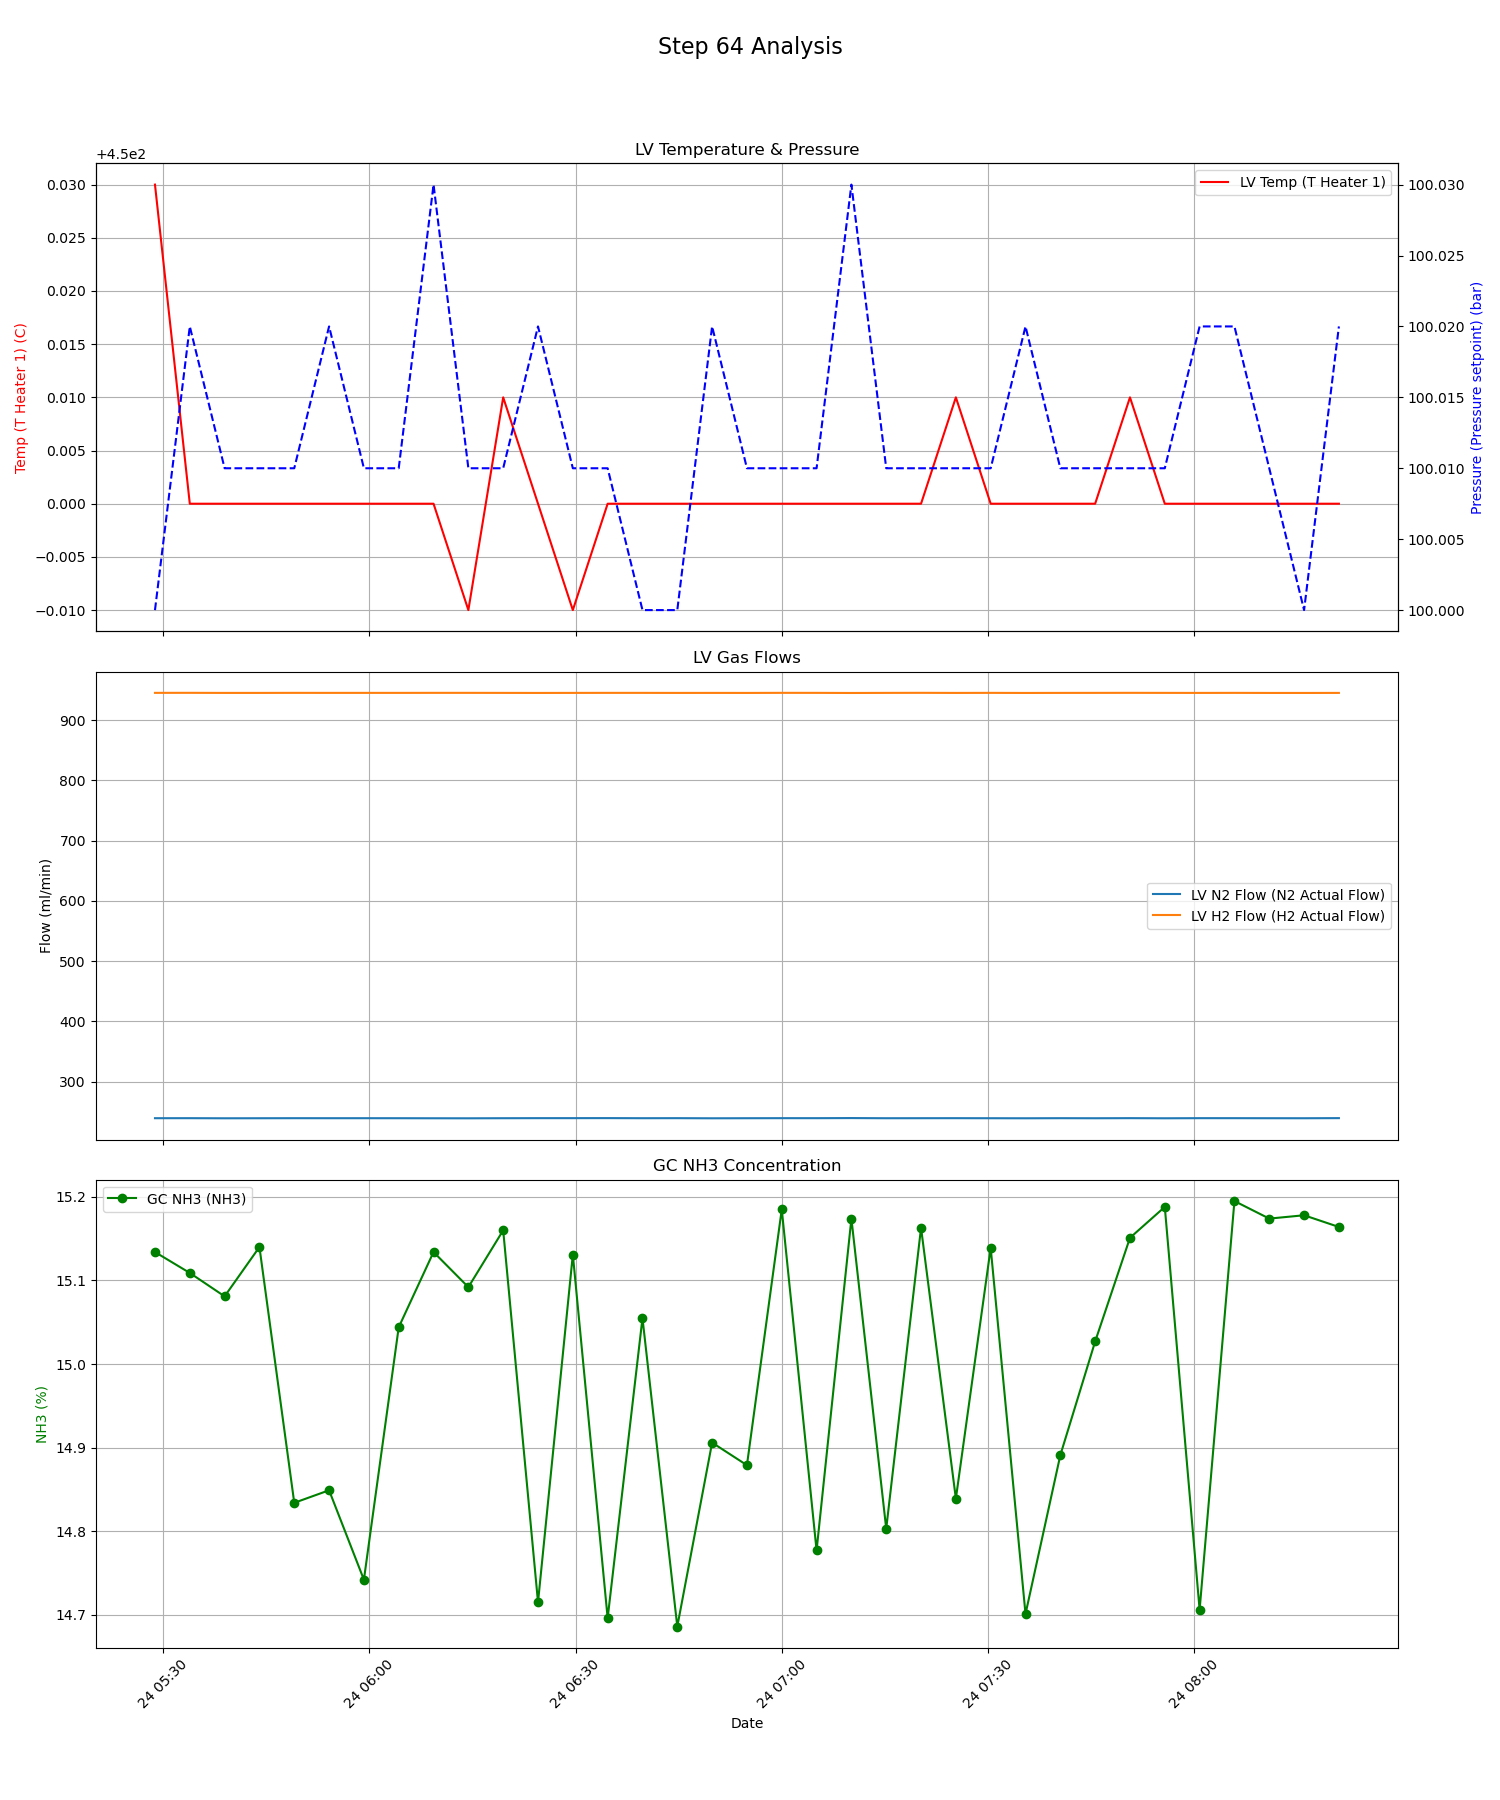 Step 64 Analysis
LV Temperature & Pressure
+4.5e2
0.030
0.025
0.020
0.015
0.010
0.005
0.000
−0.005
−0.010
Temp (T Heater 1) (C)
LV Temp (T Heater 1)
100.030
100.025
100.020
100.015
100.010
100.005
100.000
Pressure (Pressure setpoint) (bar)
LV Gas Flows
900
800
700
600
500
400
300
Flow (ml/min)
LV N2 Flow (N2 Actual Flow)
LV H2 Flow (H2 Actual Flow)
GC NH3 Concentration
GC NH3 (NH3)
15.2
15.1
15.0
14.9
14.8
14.7
NH3 (%)
24 05:30
24 06:00
24 06:30
24 07:00
24 07:30
24 08:00
Date